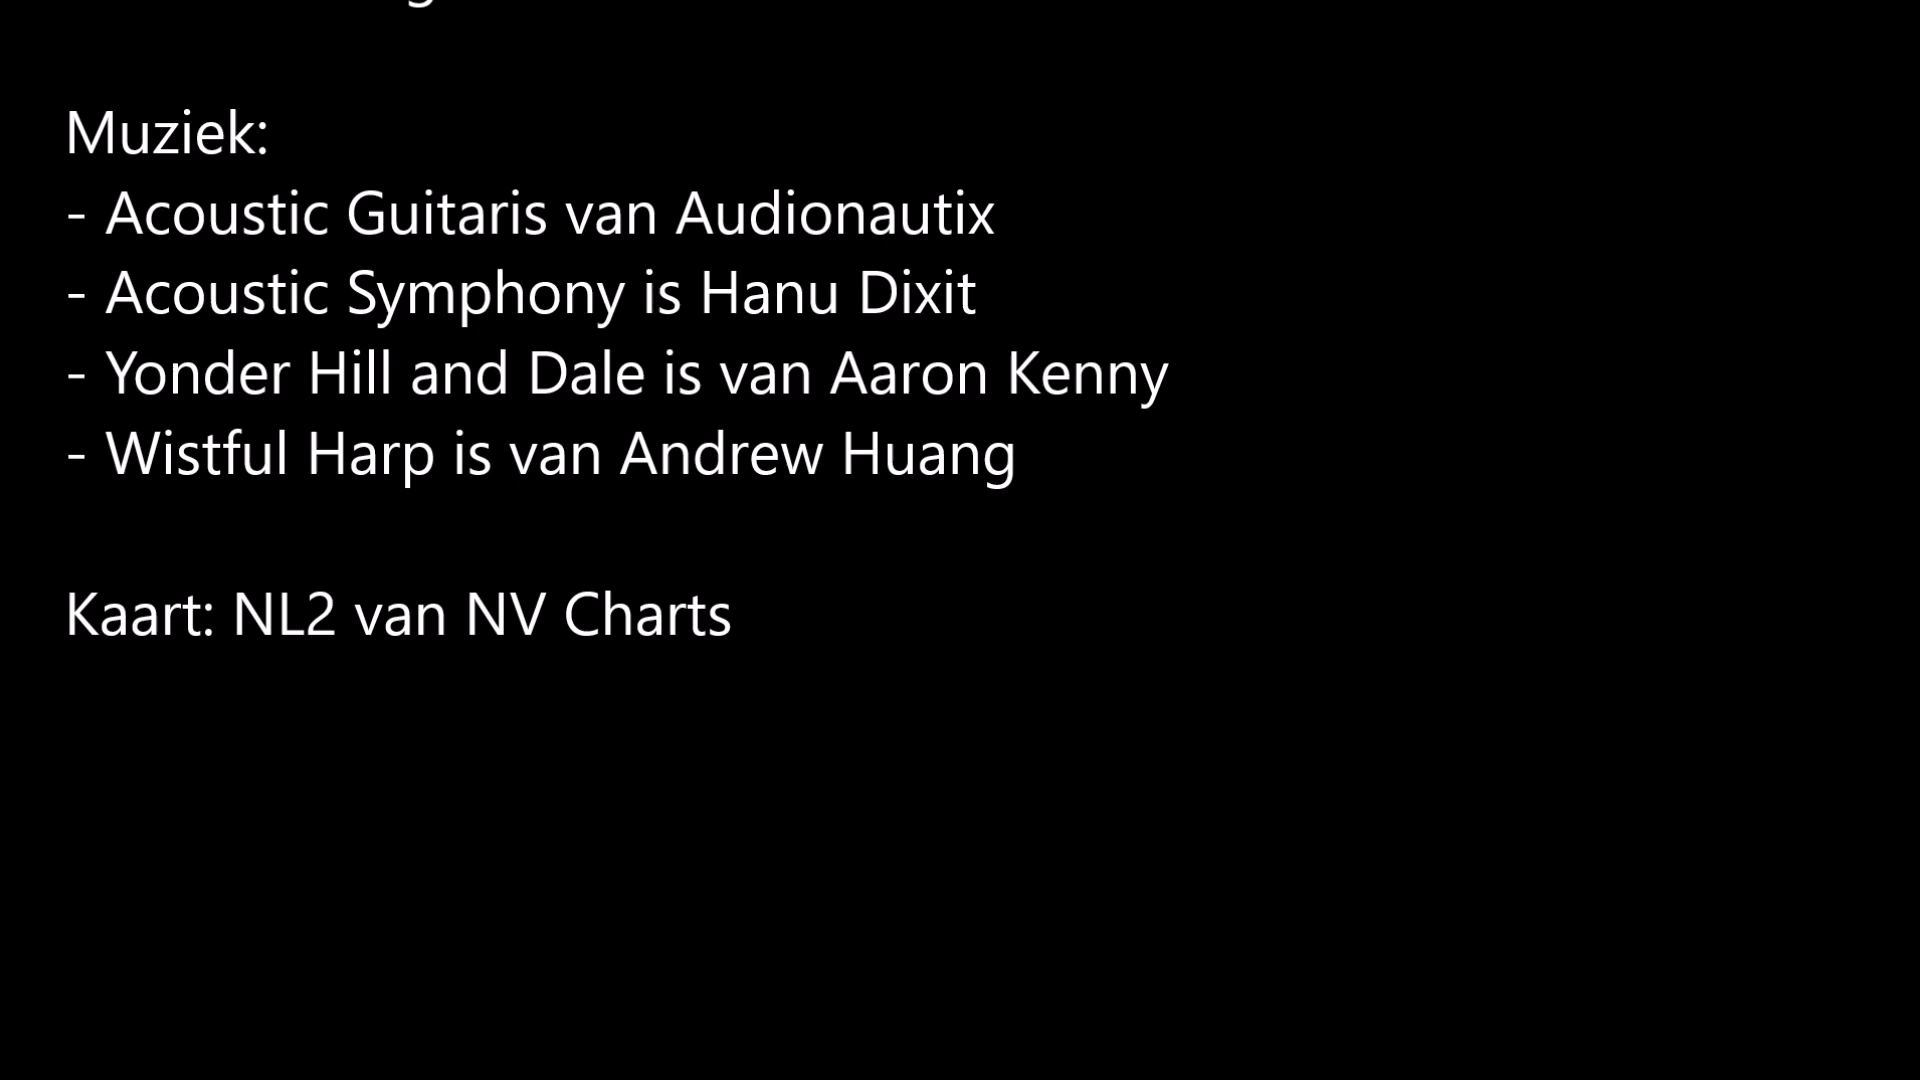 Muziek:
- Acoustic Guitaris van Audionautix
- Acoustic Symphony is Hanu Dixit
- Yonder Hill and Dale is van Aaron Kenny
- Wistful Harp is van Andrew Huang
Kaart: NL2 van NV Charts